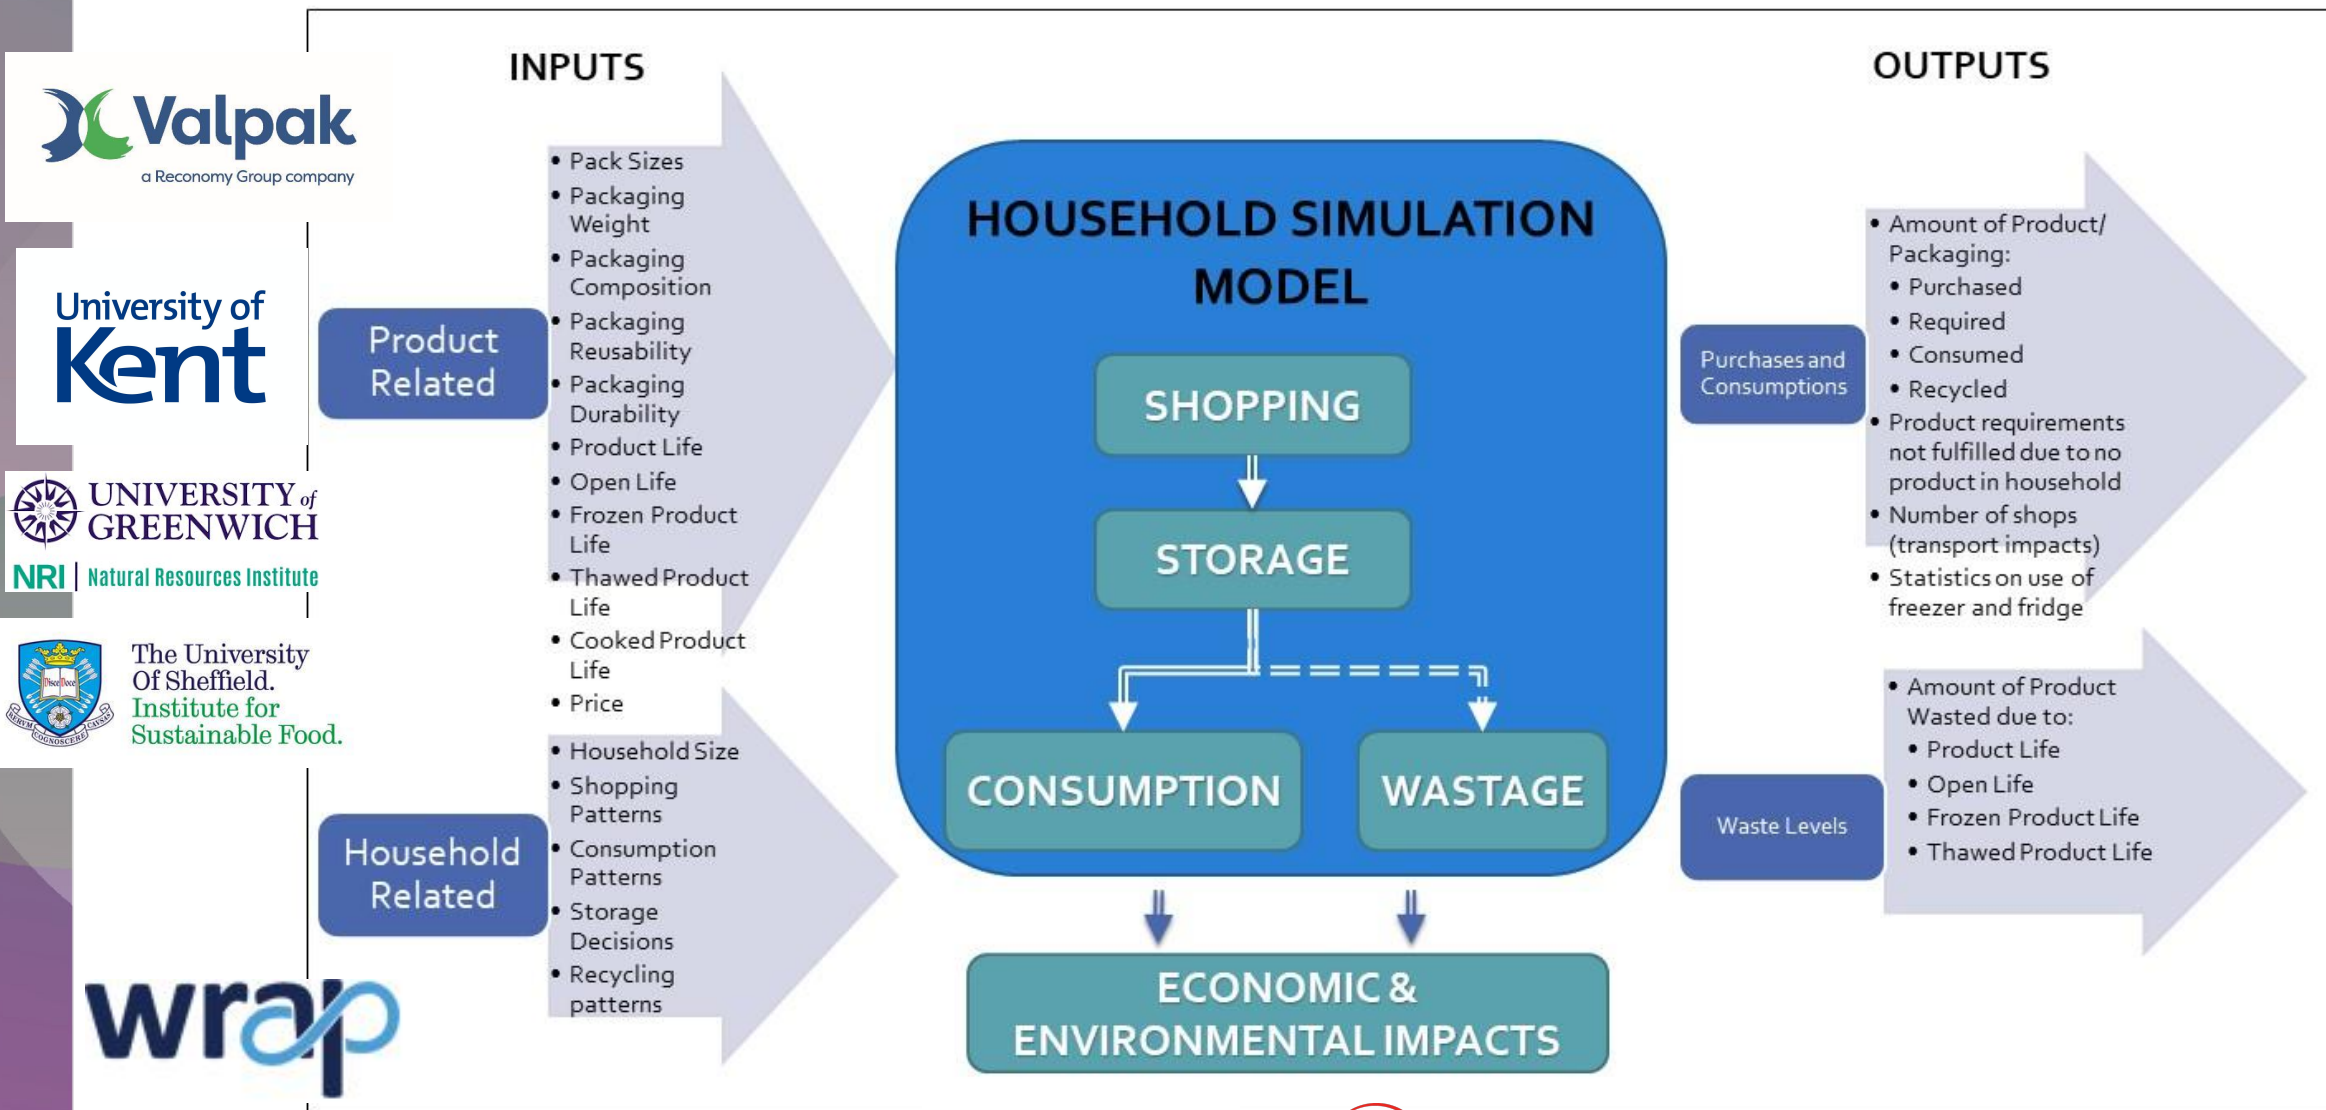 Valpak
a Reconomy Group company
University of
Kent
UNIVERSITY of
GREENWICH
NRI | Natural Resources Institute
Disce Doce
RERVM
COGNOSCERE
CAVSAS
The University
Of Sheffield.
Institute for
Sustainable Food.
wrap
INPUTS
Product
Related
• Pack Sizes
• Packaging
Weight
• Packaging
Composition
• Packaging
Reusability
• Packaging
Durability
• Product Life
• Open Life
• Frozen Product
Life
• Thawed Product
Life
• Cooked Product
Life
• Price
Household
Related
• Household Size
• Shopping
Patterns
• Consumption
Patterns
• Storage
Decisions
• Recycling
patterns
HOUSEHOLD SIMULATION
MODEL
SHOPPING
STORAGE
CONSUMPTION
WASTAGE
ECONOMIC &
ENVIRONMENTAL IMPACTS
OUTPUTS
Purchases and
Consumptions
• Amount of Product/
Packaging:
• Purchased
• Required
• Consumed
• Recycled
• Product requirements
not fulfilled due to no
product in household
• Number of shops
(transport impacts)
• Statistics on use of
freezer and fridge
Waste Levels
• Amount of Product
Wasted due to:
• Product Life
• Open Life
• Frozen Product Life
• Thawed Product Life